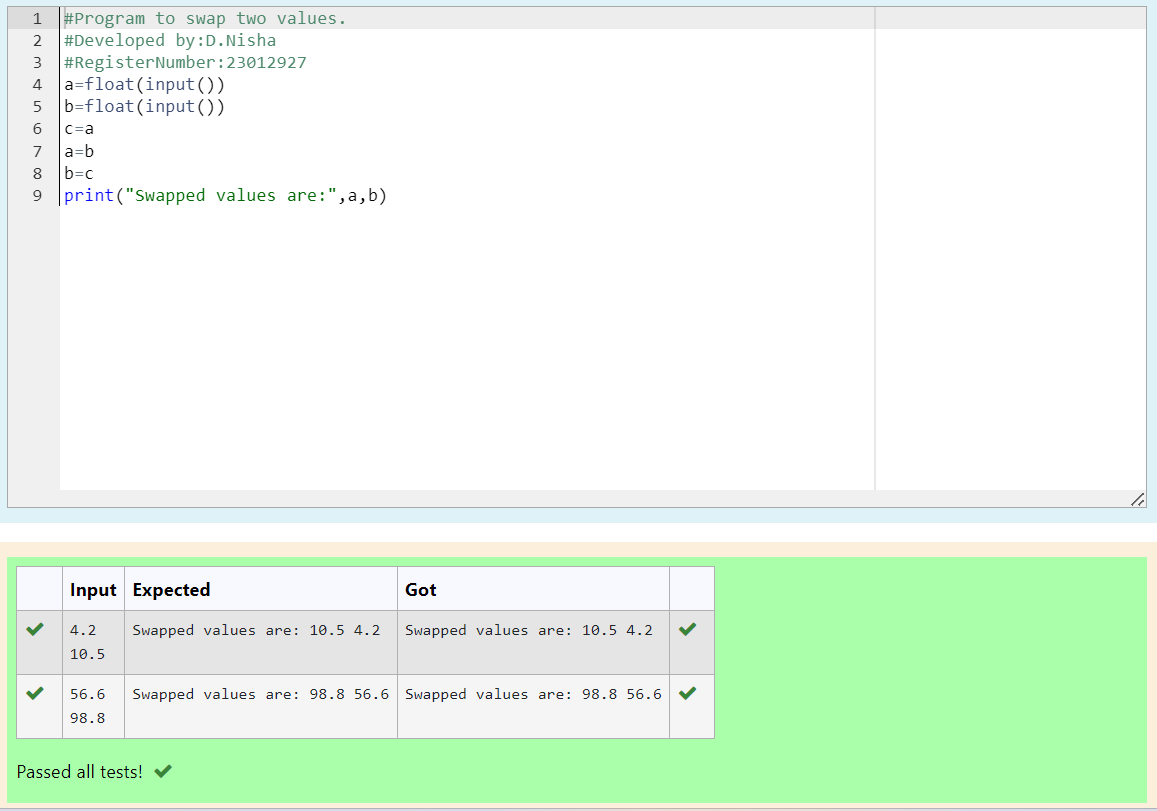 1 #Program to swap two values.
2 #Developed by:D.Nisha
3 #RegisterNumber:23012927
4 a=float(input())
5 b=float(input())
6 c=a
7 a=b
8 b=c
9 print("Swapped values are:",a,b)
Input Expected Got
4.2 Swapped values are: 10.5 4.2 Swapped values are: 10.5 4.2
10.5
56.6 Swapped values are: 98.8 56.6 Swapped values are: 98.8 56.6
98.8
Passed all tests!